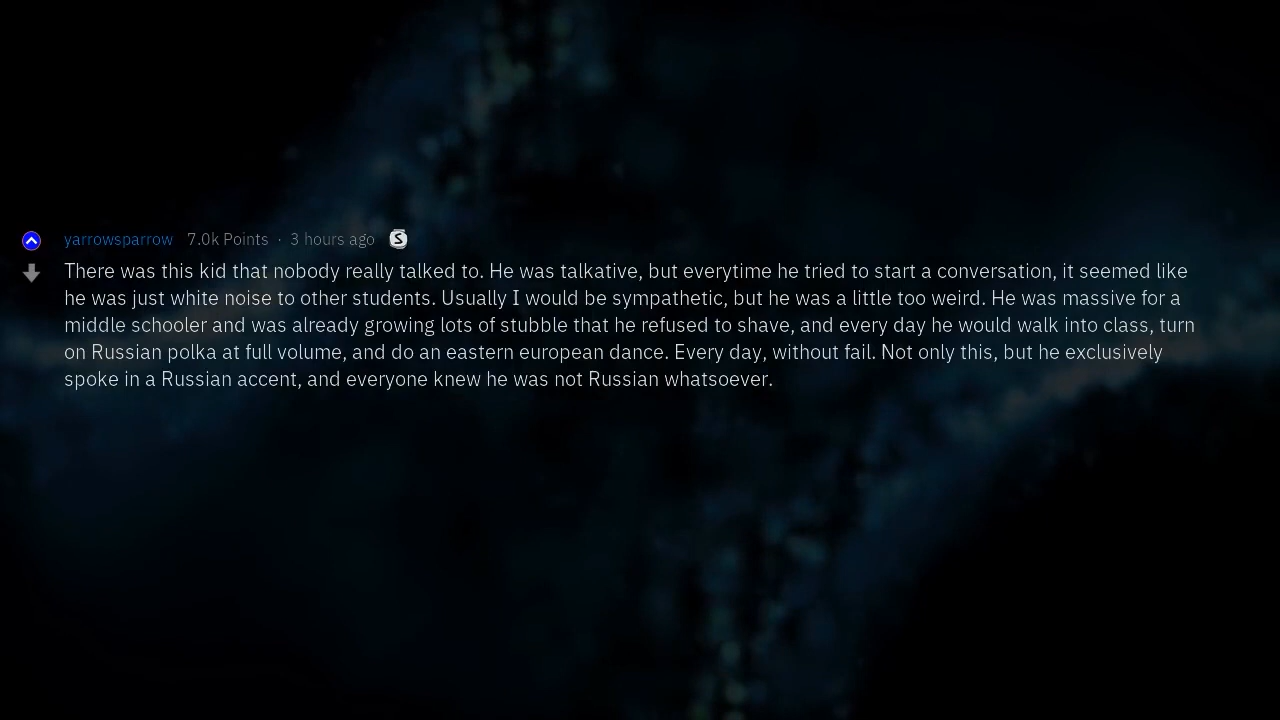 yarrowsparrow 7.0k Points · 3 hours ago S
There was this kid that nobody really talked to. He was talkative, but everytime he tried to start a conversation, it seemed like
he was just white noise to other students. Usually I would be sympathetic, but he was a little too weird. He was massive for a
middle schooler and was already growing lots of stubble that he refused to shave, and every day he would walk into class, turn
on Russian polka at full volume, and do an eastern european dance. Every day, without fail. Not only this, but he exclusively
spoke in a Russian accent, and everyone knew he was not Russian whatsoever.